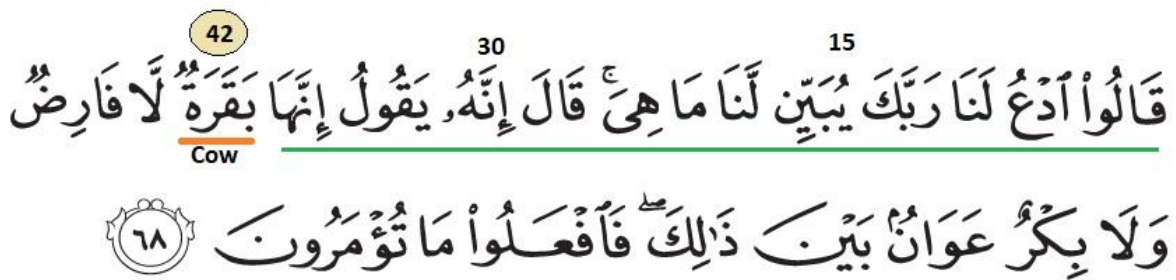 42 30 15
قَالُوا۟ ٱدْعُ لَنَا رَبَّكَ يُبَيِّن لَّنَا مَا هِىَ ۚ قَالَ إِنَّهُۥ يَقُولُ إِنَّهَا بَقَرَةٌ لَّا فَارِضٌ
Cow
وَلَا بِكْرٌ عَوَانٌۢ بَيْنَ ذَٰلِكَ ۖ فَٱفْعَلُوا۟ مَا تُؤْمَرُونَ ٦٨